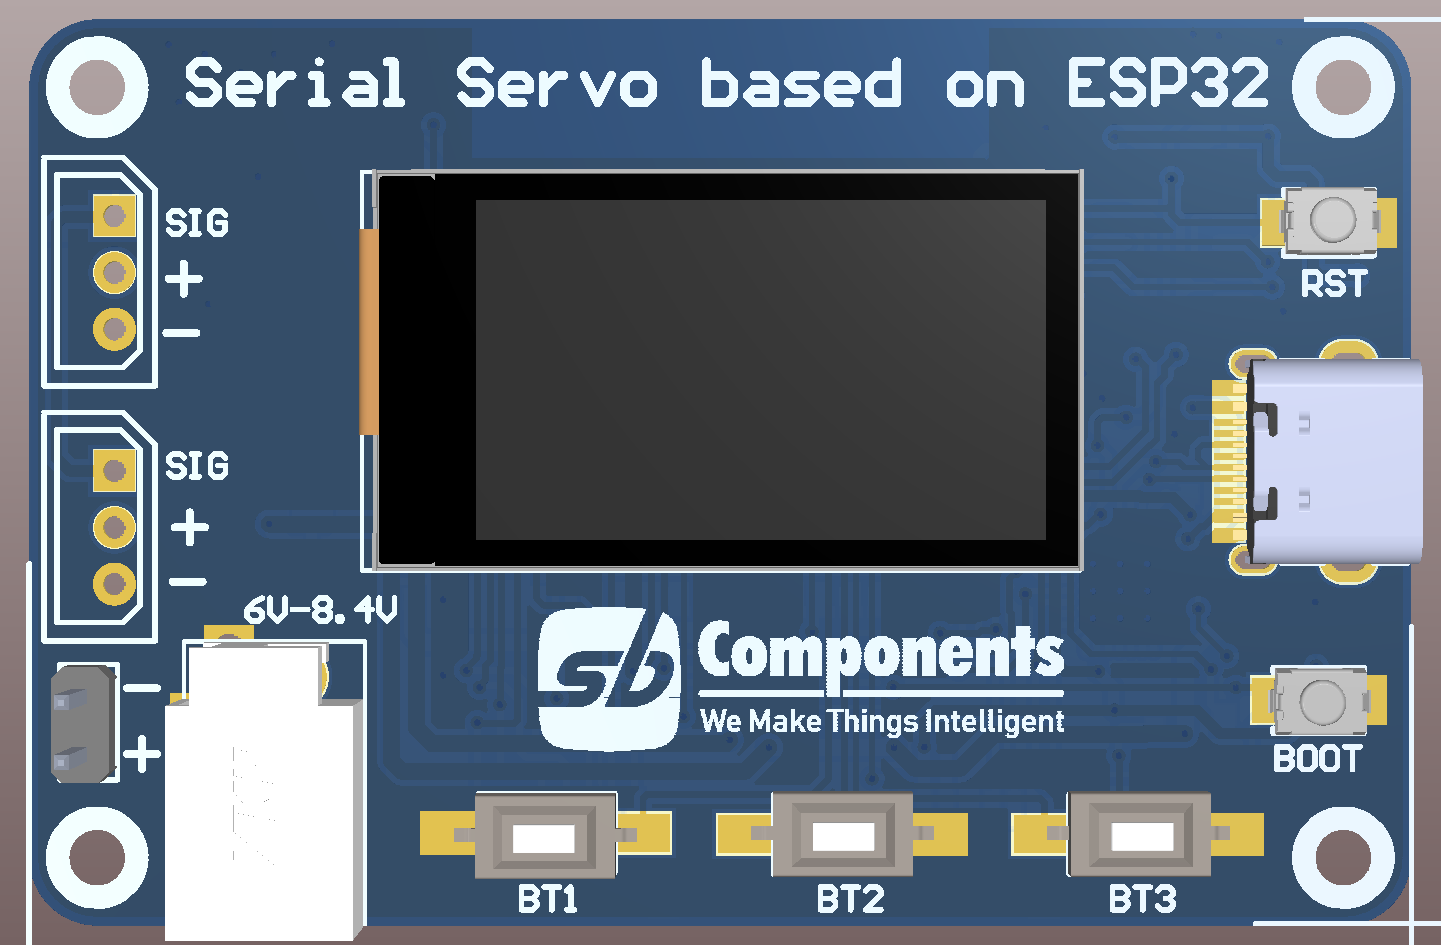 Serial Servo based on ESP32
SIG
+
−
RST
SIG
+
−
6V-8.4V
−
+
sb Components
We Make Things Intelligent
BOOT
BT1 BT2 BT3